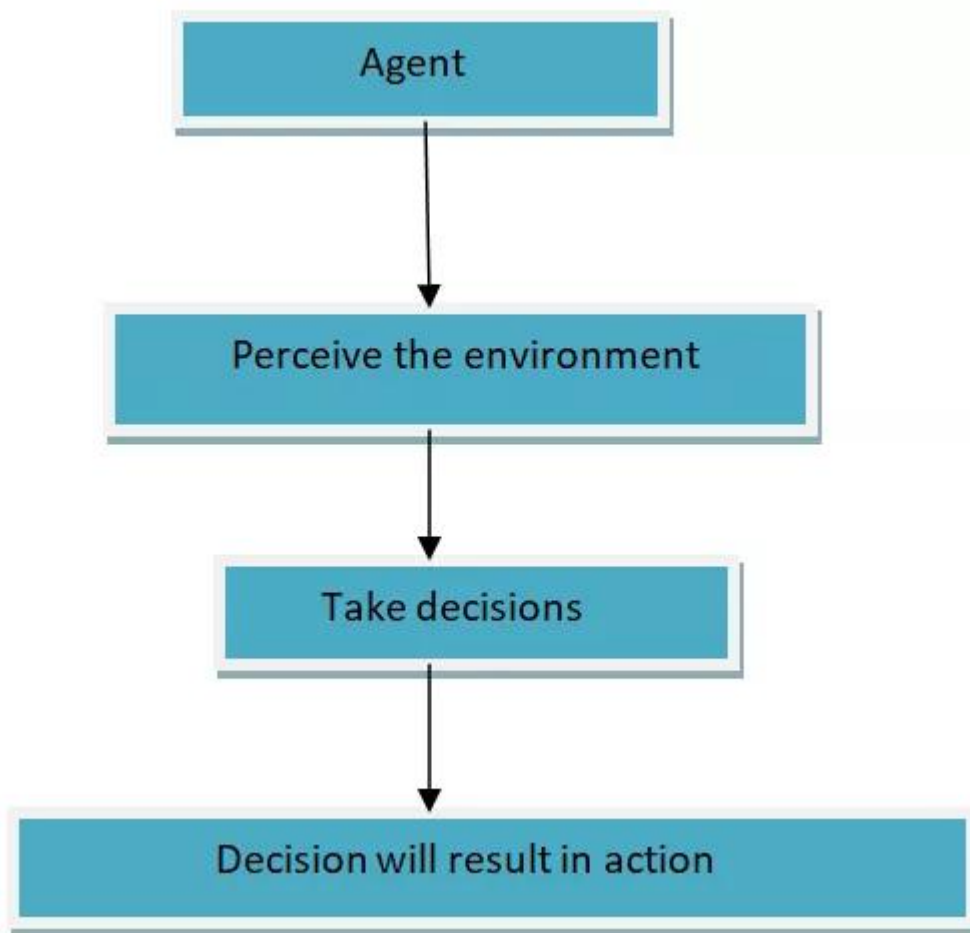 Agent
Perceive the environment
Take decisions
Decision will result in action